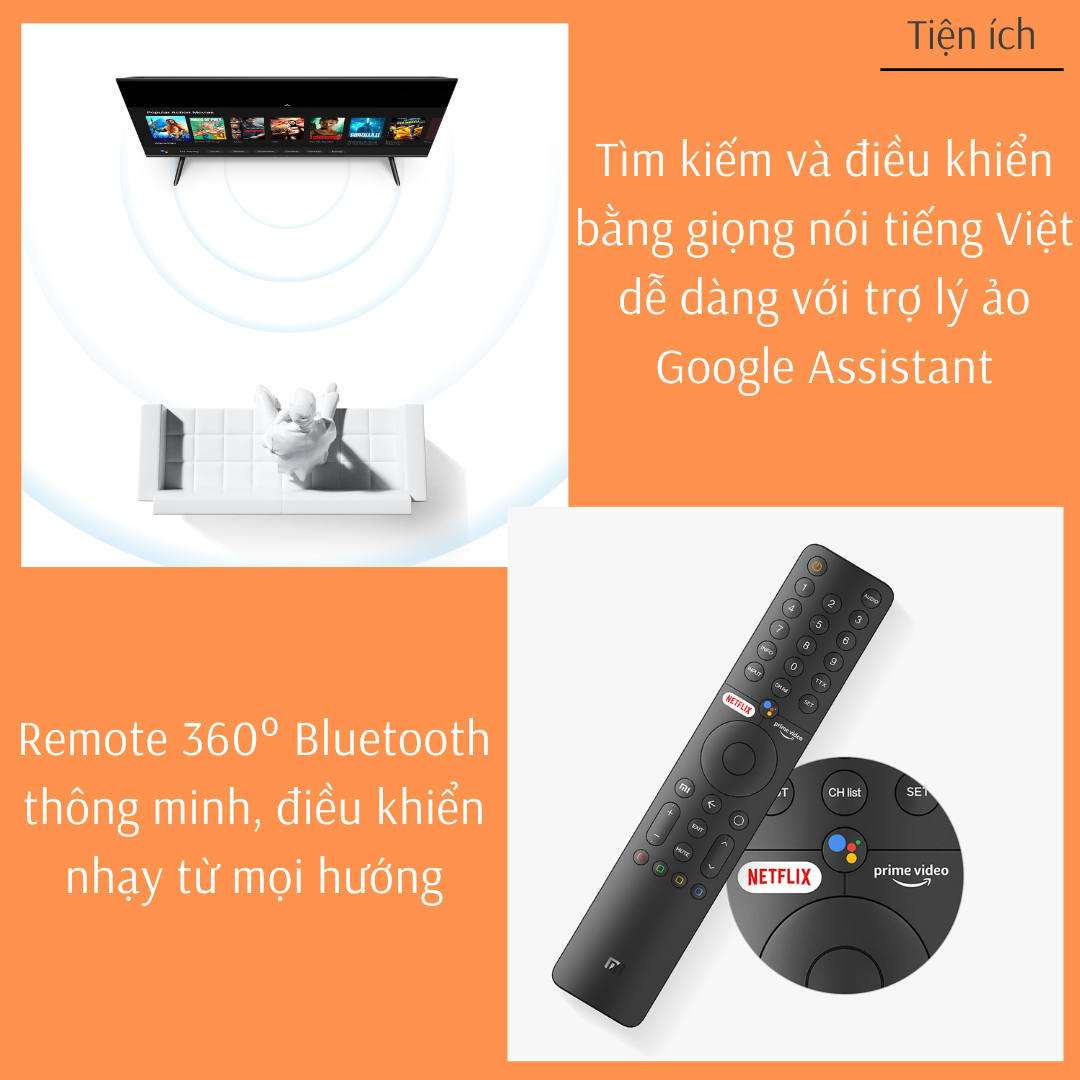 Tiện ích
Tìm kiếm và điều khiển
bằng giọng nói tiếng Việt
dễ dàng với trợ lý ảo
Google Assistant
Popular Action Movies
Remote 360º Bluetooth
thông minh, điều khiển
nhạy từ mọi hướng
AUDIO
1 2 3
4 5 6
7 8 9
INFO 0 TTX
INPUT CH list SET
NETFLIX
prime video
+
EXIT
−
MUTE
CH list
NETFLIX
prime video